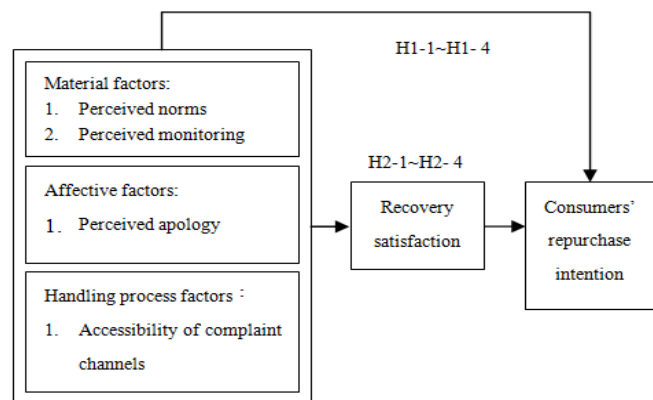 H1-1~H1- 4
Material factors:
1. Perceived norms
2. Perceived monitoring
H2-1~H2- 4
Affective factors:
1. Perceived apology
Recovery
satisfaction
Consumers’
repurchase
intention
Handling process factors：
1. Accessibility of complaint
channels